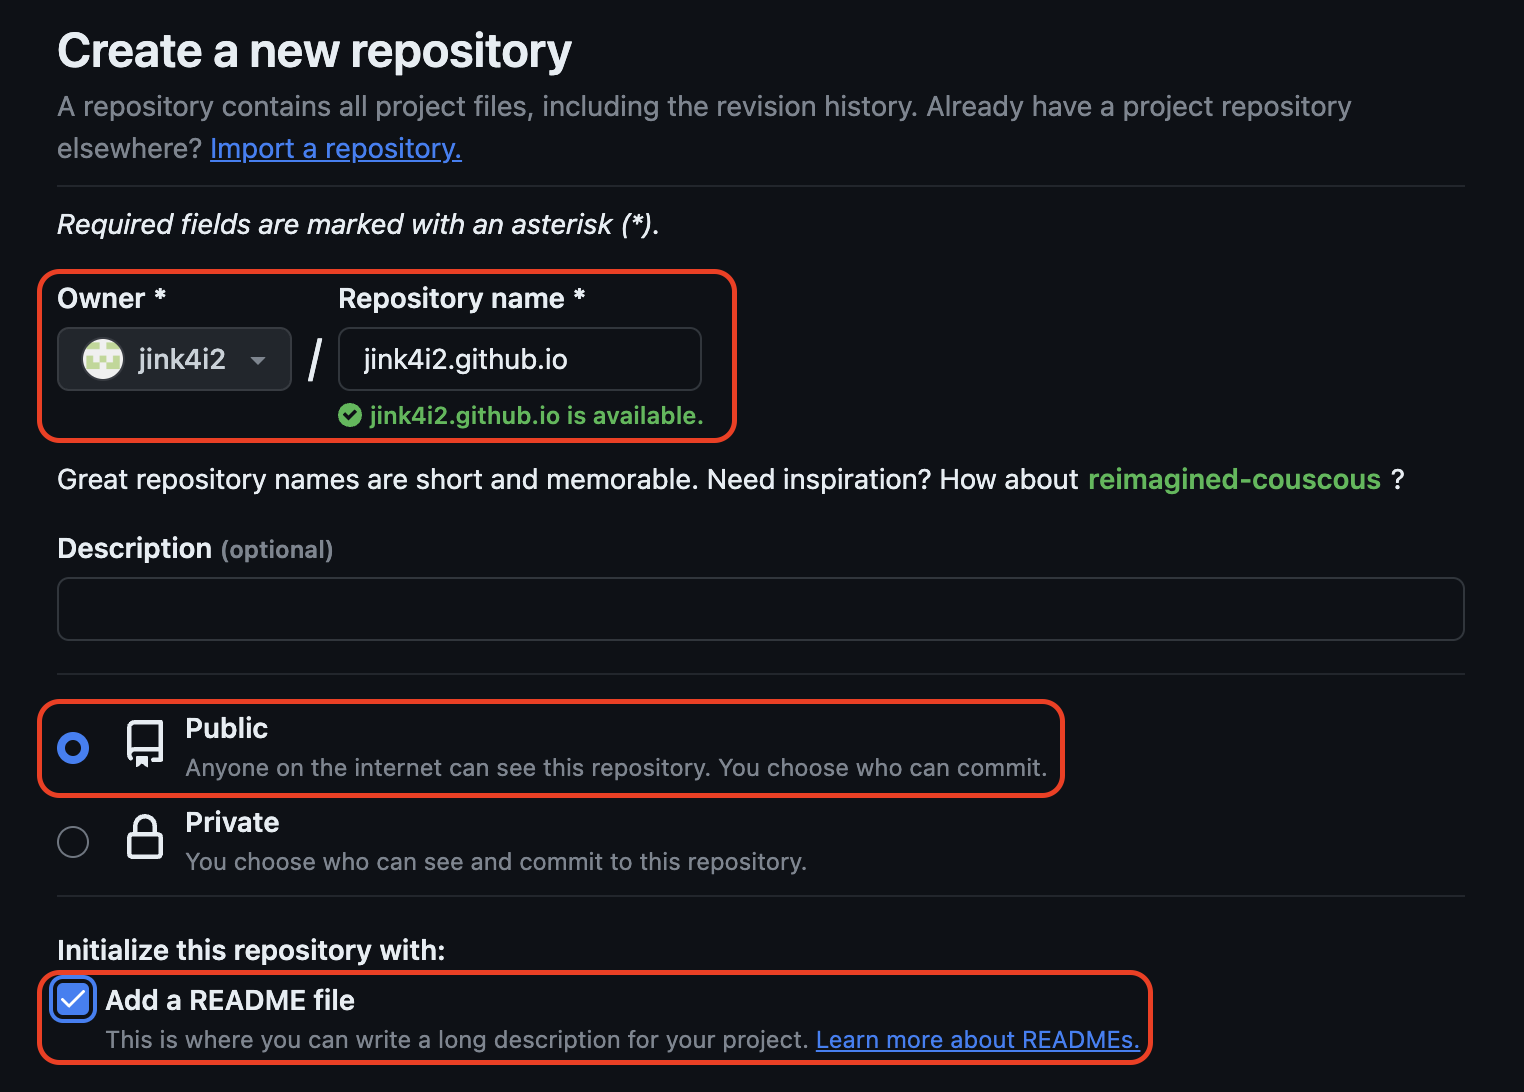 Create a new repository
A repository contains all project files, including the revision history. Already have a project repository
elsewhere? Import a repository.
Required fields are marked with an asterisk (*).
Owner * Repository name *
jink4i2 / jink4i2.github.io
jink4i2.github.io is available.
Great repository names are short and memorable. Need inspiration? How about reimagined-couscous ?
Description (optional)
Public
Anyone on the internet can see this repository. You choose who can commit.
Private
You choose who can see and commit to this repository.
Initialize this repository with:
Add a README file
This is where you can write a long description for your project. Learn more about READMEs.